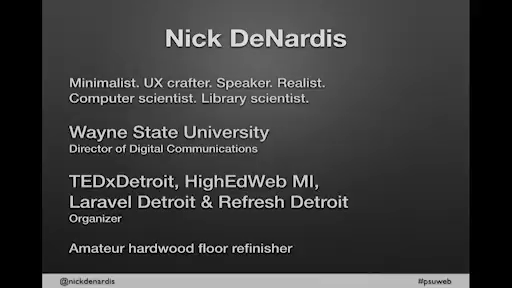 Nick DeNardis
Minimalist. UX crafter. Speaker. Realist.
Computer scientist. Library scientist.
Wayne State University
Director of Digital Communications
TEDxDetroit, HighEdWeb MI,
Laravel Detroit & Refresh Detroit
Organizer
Amateur hardwood floor refinisher
@nickdenardis
#psuweb